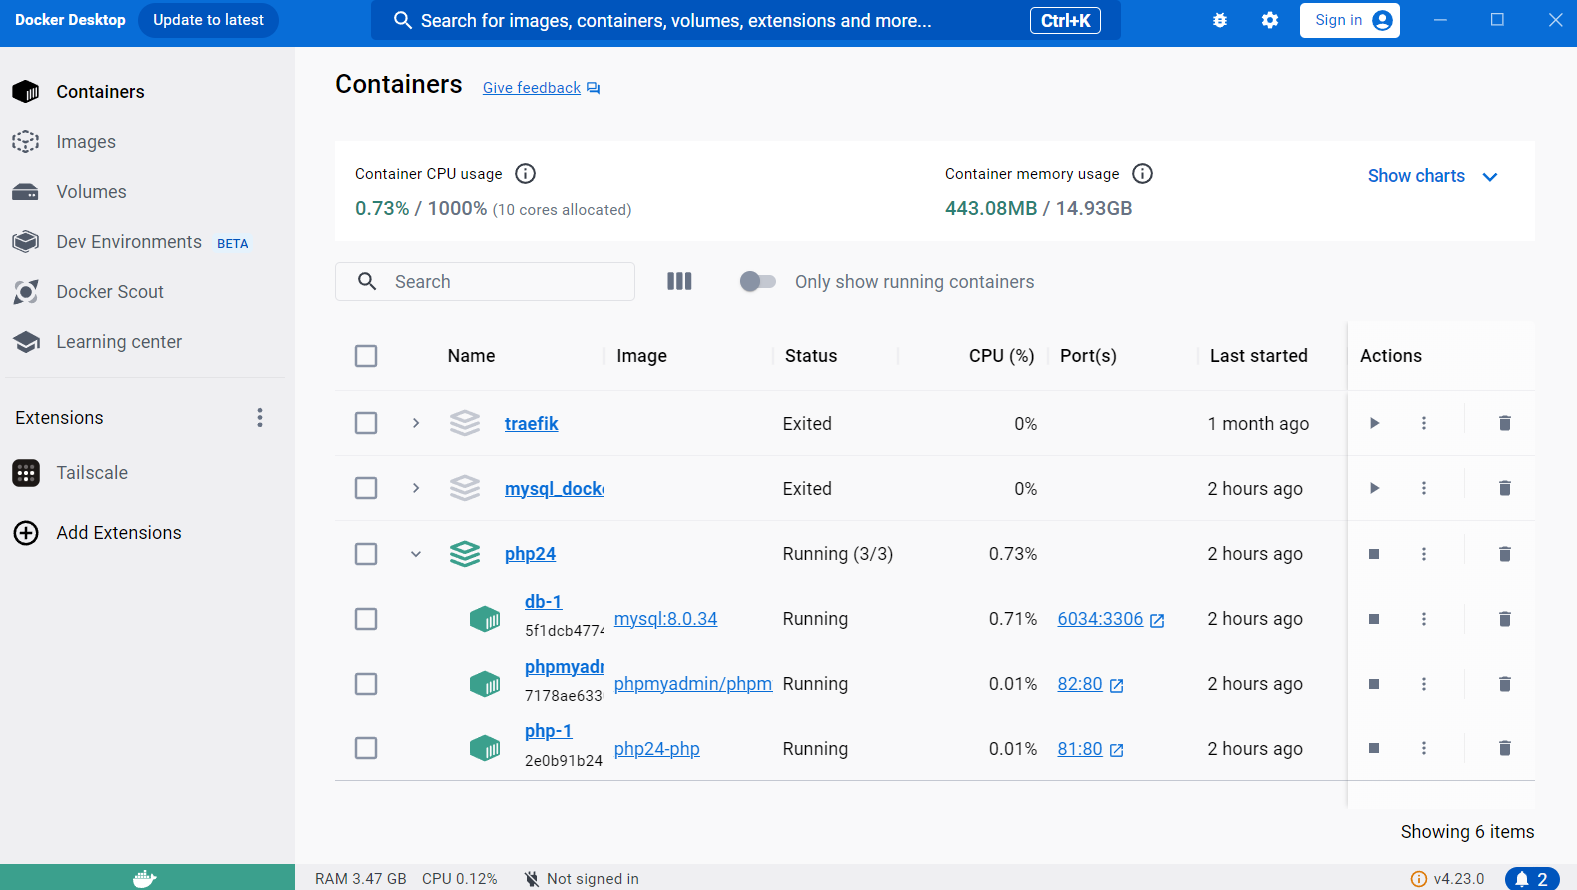 Docker Desktop Update to latest Search for images, containers, volumes, extensions and more... Ctrl+K Sign in
Containers
Images
Volumes
Dev Environments BETA
Docker Scout
Learning center
Extensions
Tailscale
Add Extensions
Containers Give feedback
Container CPU usage
0.73% / 1000% (10 cores allocated)
Container memory usage
443.08MB / 14.93GB
Show charts
Search Only show running containers
Name Image Status CPU (%) Port(s) Last started Actions
traefik Exited 0% 1 month ago
mysql_docke Exited 0% 2 hours ago
php24 Running (3/3) 0.73% 2 hours ago
db-1
5f1dcb4774 mysql:8.0.34 Running 0.71% 6034:3306 2 hours ago
phpmyadm
7178ae633 phpmyadmin/phpm Running 0.01% 82:80 2 hours ago
php-1
2e0b91b24 php24-php Running 0.01% 81:80 2 hours ago
Showing 6 items
RAM 3.47 GB CPU 0.12% Not signed in v4.23.0 2